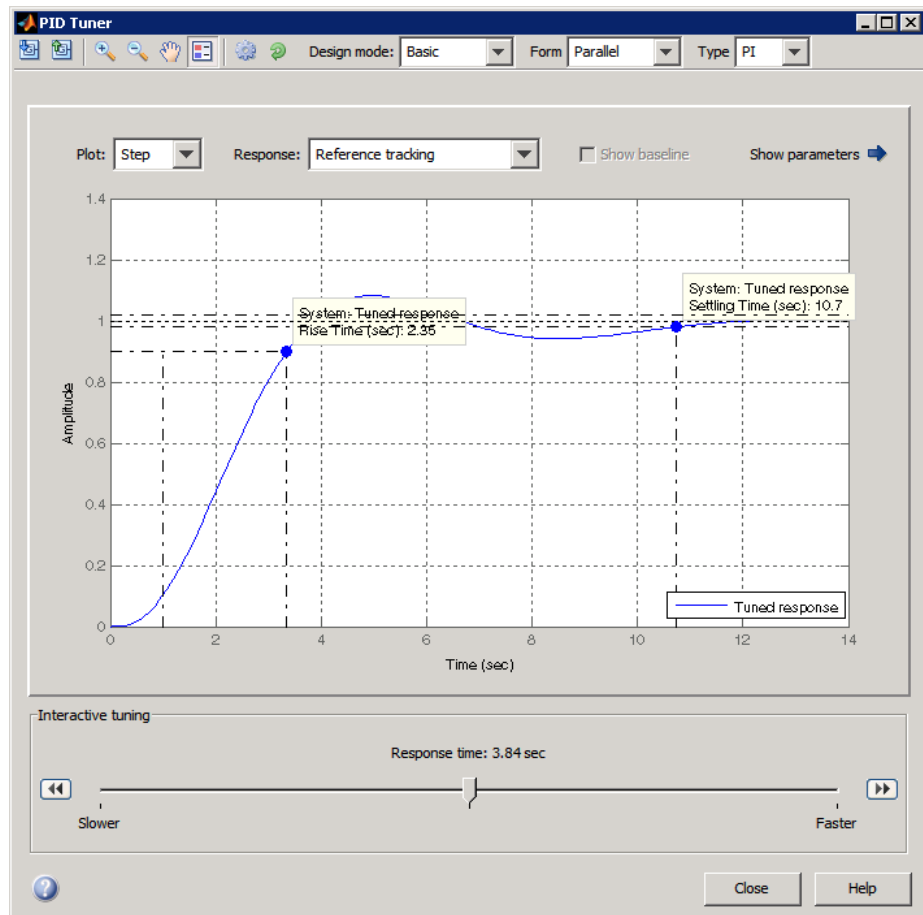 PID Tuner
Design mode: Basic Form Parallel Type PI
Plot: Step Response: Reference tracking Show baseline Show parameters
1.4
1.2
System: Tuned response
Settling Time (sec): 10.7
System: Tuned response
Rise Time (sec): 2.35
1
0.8
Amplitude
0.6
0.4
0.2
Tuned response
0
0 2 4 6 8 10 12 14
Time (sec)
Interactive tuning
Response time: 3.84 sec
Slower Faster
Close Help